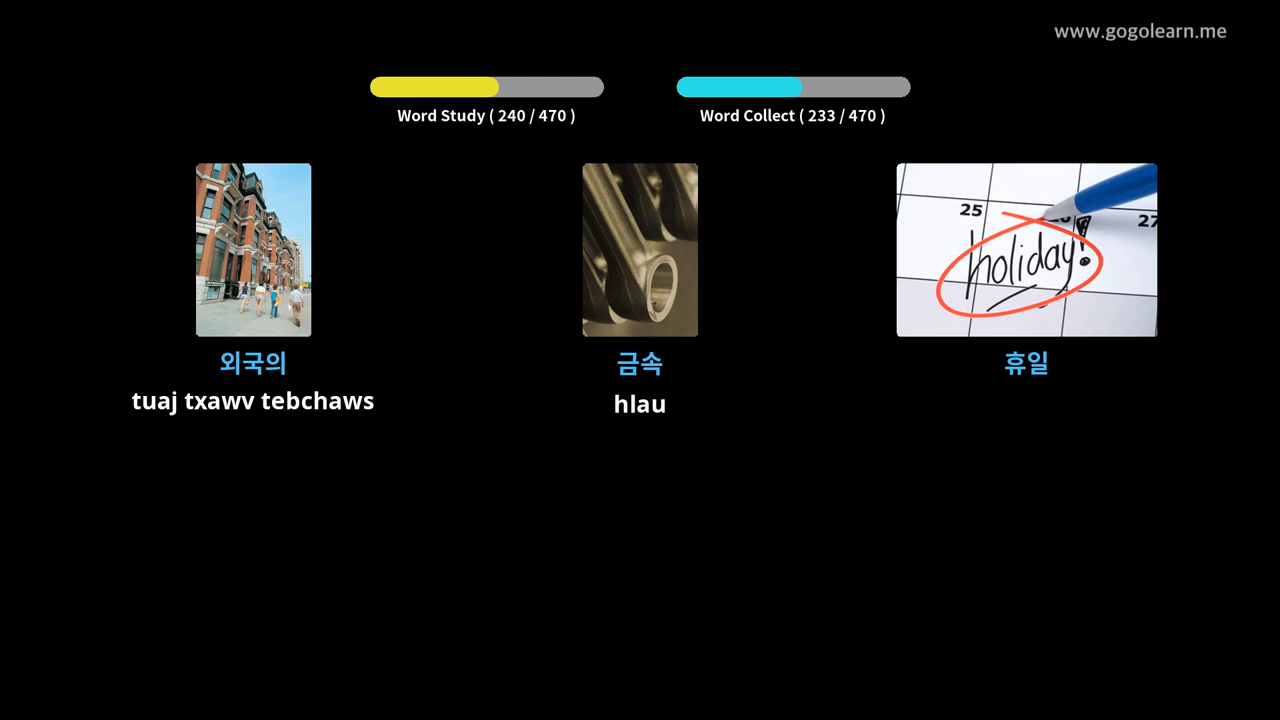 www.gogolearn.me
Word Study ( 240 / 470 )
Word Collect ( 233 / 470 )
25
27
holiday!
외국의
금속
휴일
tuaj txawv tebchaws
hlau